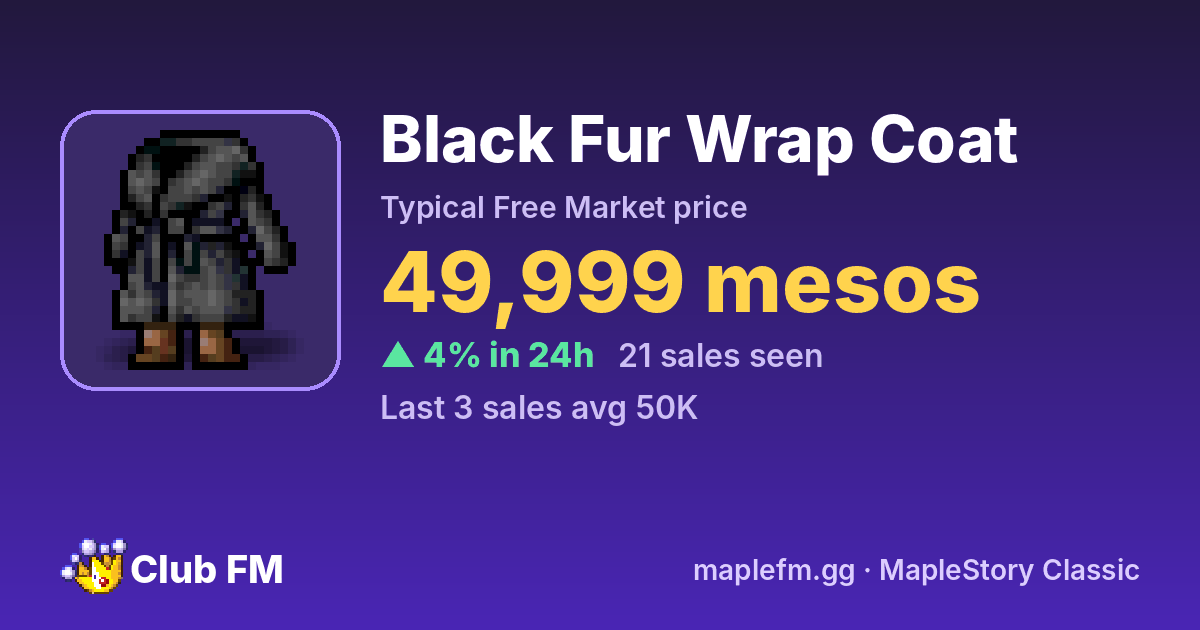 Black Fur Wrap Coat
Typical Free Market price
49,999 mesos
▲ 4% in 24h 21 sales seen
Last 3 sales avg 50K
Club FM
maplefm.gg · MapleStory Classic